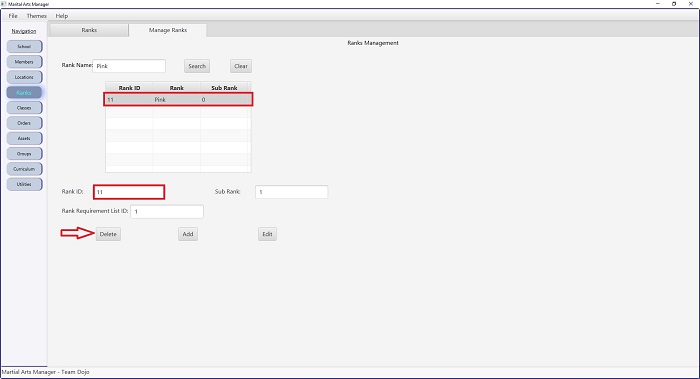 Marital Arts Manager
File Themes Help
Navigation
School
Members
Locations
Ranks
Classes
Orders
Assets
Groups
Curriculum
Utilities
Ranks Manage Ranks
Ranks Management
Rank Name: Pink Search Clear
Rank ID Rank Sub Rank
11 Pink 0
Rank ID: 11 Sub Rank: 1
Rank Requirement List ID: 1
Delete Add Edit
Martial Arts Manager - Team Dojo